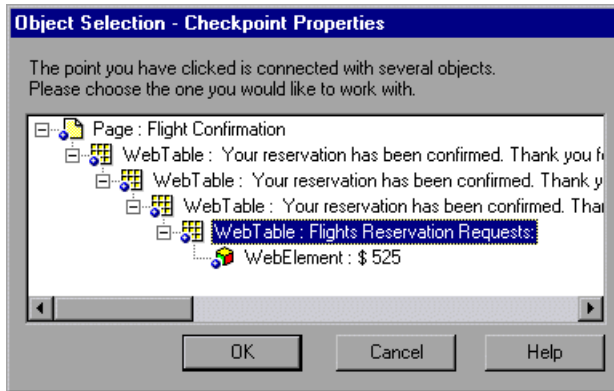 Object Selection - Checkpoint Properties
The point you have clicked is connected with several objects.
Please choose the one you would like to work with.
Page : Flight Confirmation
WebTable : Your reservation has been confirmed. Thank you f
WebTable : Your reservation has been confirmed. Thank y
WebTable : Your reservation has been confirmed. Than
WebTable : Flights Reservation Requests:
WebElement : $ 525
OK Cancel Help